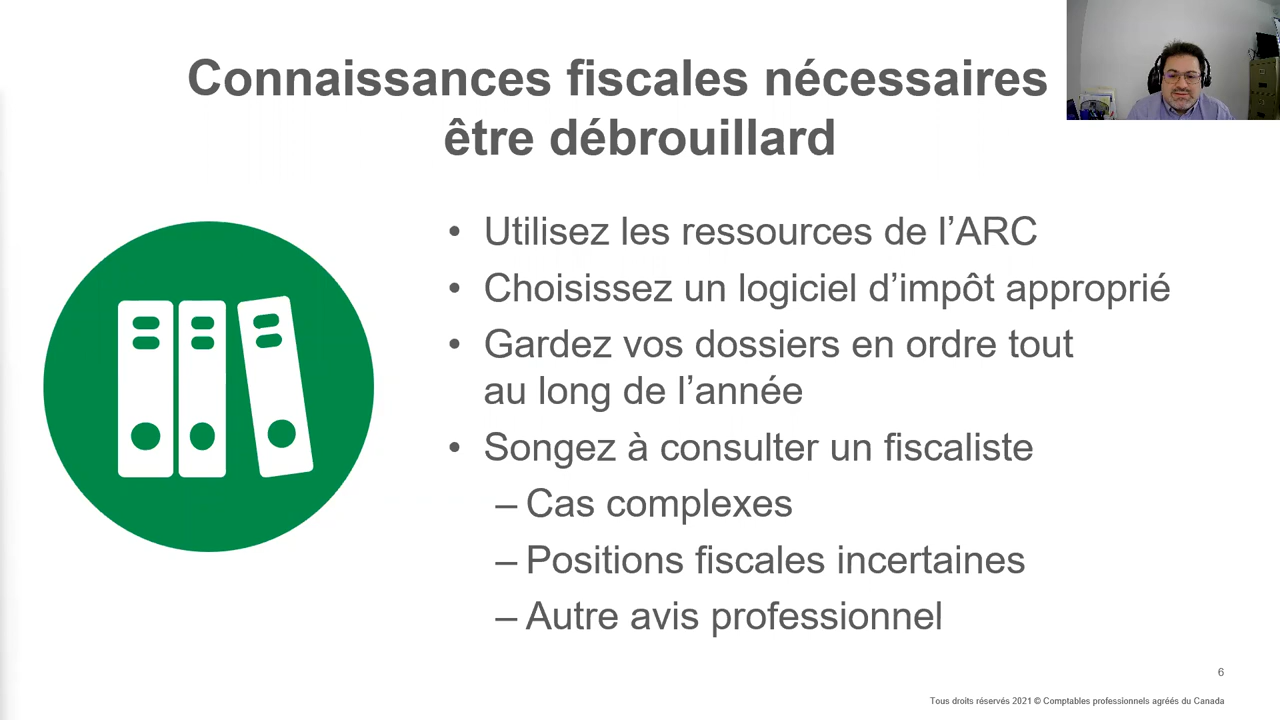 Connaissances fiscales nécessaires
être débrouillard
• Utilisez les ressources de l’ARC
• Choisissez un logiciel d’impôt approprié
• Gardez vos dossiers en ordre tout
au long de l’année
• Songez à consulter un fiscaliste
– Cas complexes
– Positions fiscales incertaines
– Autre avis professionnel
6
Tous droits réservés 2021 © Comptables professionnels agréés du Canada